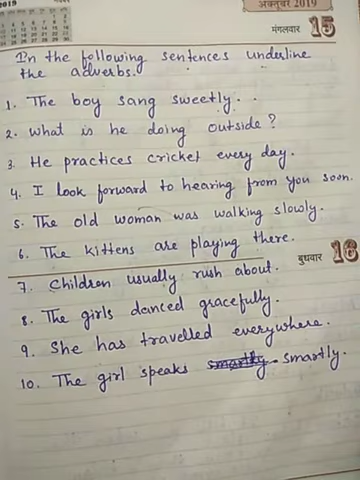 2019
अक्तूबर 2019
मंगलवार 15
In the following sentences underline
the adverbs.
1. The boy sang sweetly. .
2. What is he doing outside?
3. He practices cricket every day.
4. I look forward to hearing from you soon.
5. The old woman was walking slowly.
6. The kittens are playing there.
बुधवार 16
7. Children usually rush about.
8. The girls danced gracefully.
9. She has travelled everywhere.
10. The girl speaks smartly. smartly.